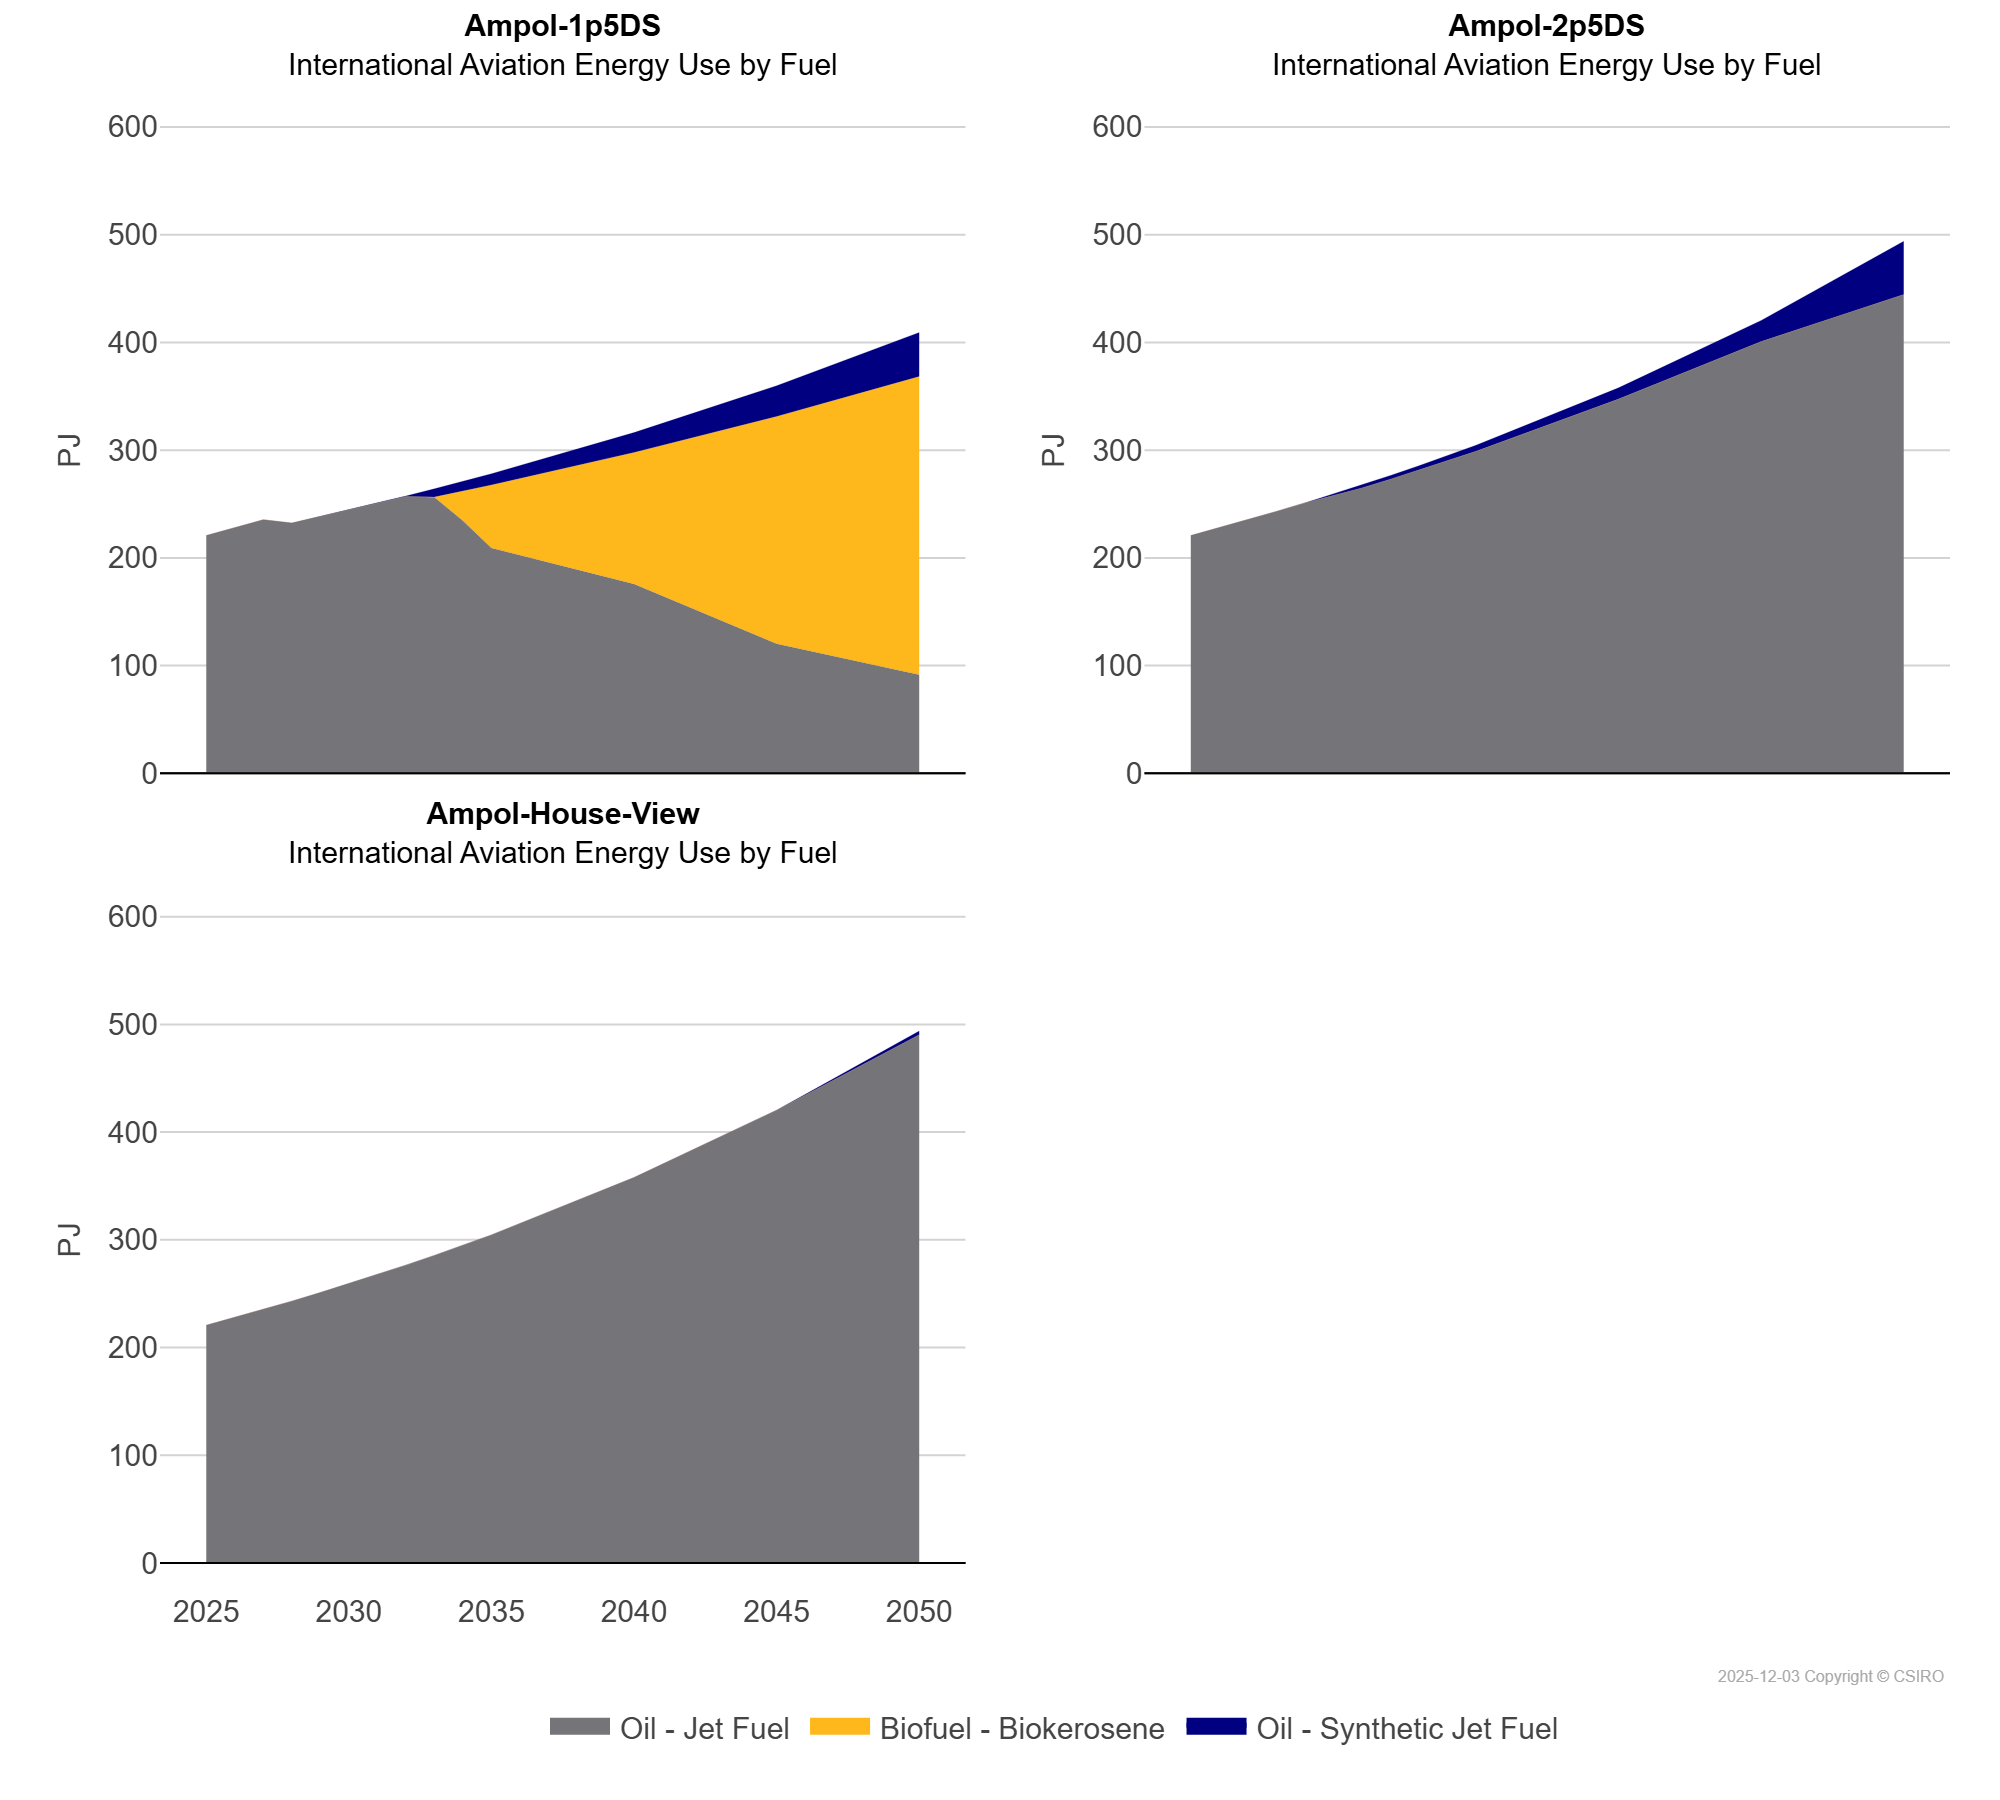 Ampol-1p5DS
International Aviation Energy Use by Fuel
600
500
400
300
200
100
0
PJ
Ampol-2p5DS
International Aviation Energy Use by Fuel
600
500
400
300
200
100
0
PJ
Ampol-House-View
International Aviation Energy Use by Fuel
600
500
400
300
200
100
0
PJ
2025 2030 2035 2040 2045 2050
2025-12-03 Copyright © CSIRO
Oil - Jet Fuel Biofuel - Biokerosene Oil - Synthetic Jet Fuel